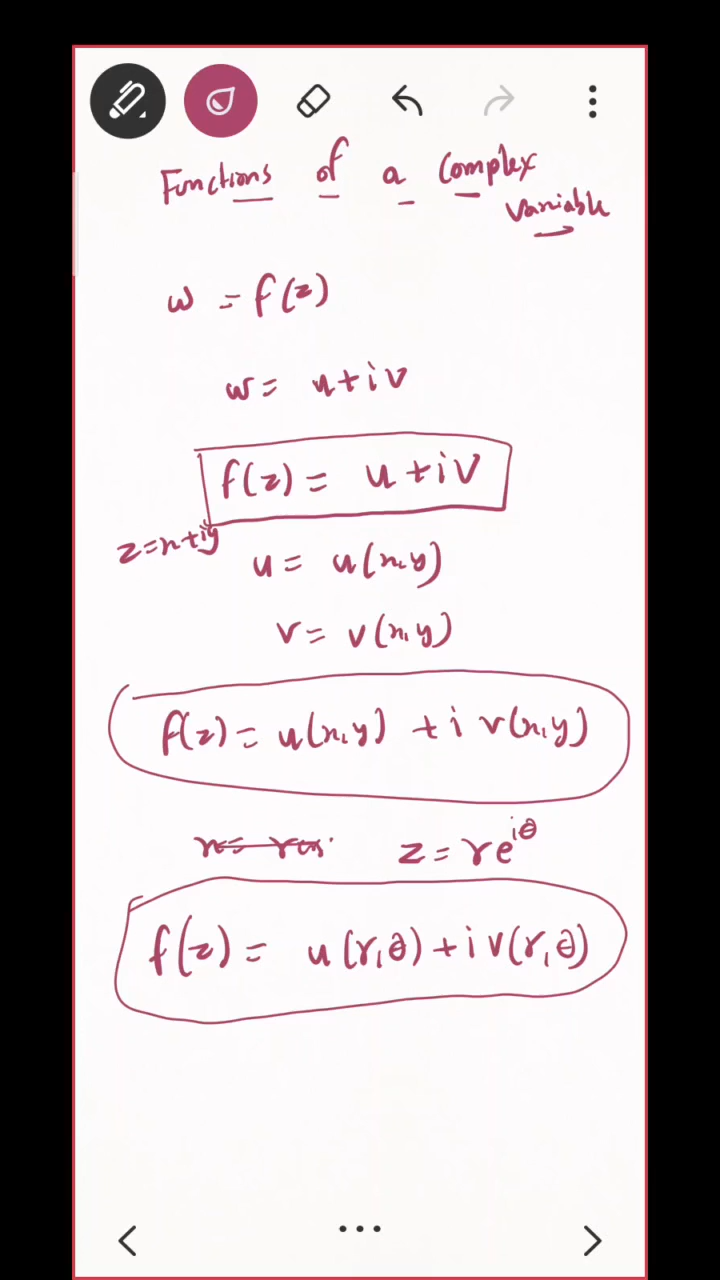 Functions of a Complex
Variable
w = f(z)
w = u+iv
f(z) = u+iv
z=x+iy
u = u(x,y)
v = v(x,y)
f(z) = u(x,y) + i v(x,y)
z = re^{iθ}
f(z) = u(r,θ) + i v(r,θ)